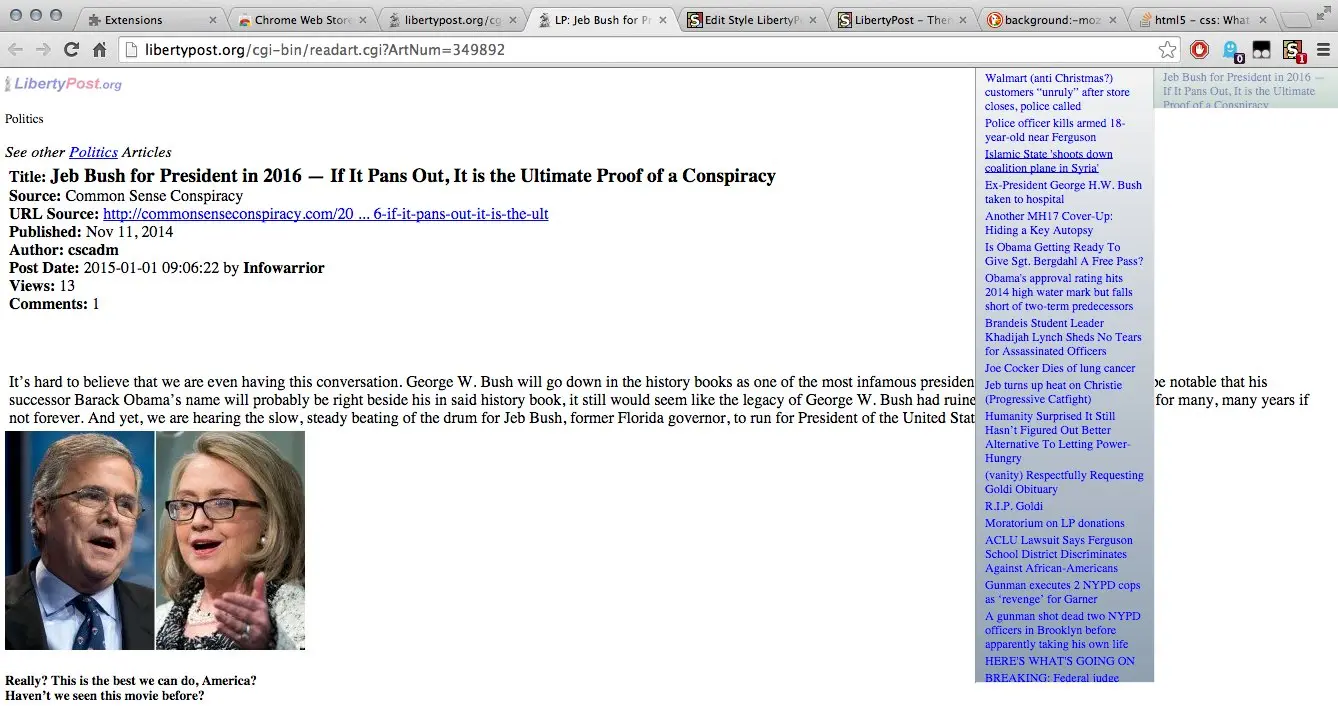 Extensions
Chrome Web Store
libertypost.org/cg
LP: Jeb Bush for Pr
Edit Style LibertyP
LibertyPost – Then
background:-moz
html5 - css: What
libertypost.org/cgi-bin/readart.cgi?ArtNum=349892
0
1
LibertyPost.org
Politics
See other Politics Articles
Title: Jeb Bush for President in 2016 — If It Pans Out, It is the Ultimate Proof of a Conspiracy
Source: Common Sense Conspiracy
URL Source: http://commonsenseconspiracy.com/20 ... 6-if-it-pans-out-it-is-the-ult
Published: Nov 11, 2014
Author: cscadm
Post Date: 2015-01-01 09:06:22 by Infowarrior
Views: 13
Comments: 1
It’s hard to believe that we are even having this conversation. George W. Bush will go down in the history books as one of the most infamous presiden be notable that his
successor Barack Obama’s name will probably be right beside his in said history book, it still would seem like the legacy of George W. Bush had ruine for many, many years if
not forever. And yet, we are hearing the slow, steady beating of the drum for Jeb Bush, former Florida governor, to run for President of the United Stat
Really? This is the best we can do, America?
Haven’t we seen this movie before?
Walmart (anti Christmas?)
customers “unruly” after store
closes, police called
Police officer kills armed 18-
year-old near Ferguson
Islamic State 'shoots down
coalition plane in Syria'
Ex-President George H.W. Bush
taken to hospital
Another MH17 Cover-Up:
Hiding a Key Autopsy
Is Obama Getting Ready To
Give Sgt. Bergdahl A Free Pass?
Obama's approval rating hits
2014 high water mark but falls
short of two-term predecessors
Brandeis Student Leader
Khadijah Lynch Sheds No Tears
for Assassinated Officers
Joe Cocker Dies of lung cancer
Jeb turns up heat on Christie
(Progressive Catfight)
Humanity Surprised It Still
Hasn’t Figured Out Better
Alternative To Letting Power-
Hungry
(vanity) Respectfully Requesting
Goldi Obituary
R.I.P. Goldi
Moratorium on LP donations
ACLU Lawsuit Says Ferguson
School District Discriminates
Against African-Americans
Gunman executes 2 NYPD cops
as ‘revenge’ for Garner
A gunman shot dead two NYPD
officers in Brooklyn before
apparently taking his own life
HERE'S WHAT'S GOING ON
BREAKING: Federal judge
Jeb Bush for President in 2016 —
If It Pans Out, It is the Ultimate
Proof of a Conspiracy